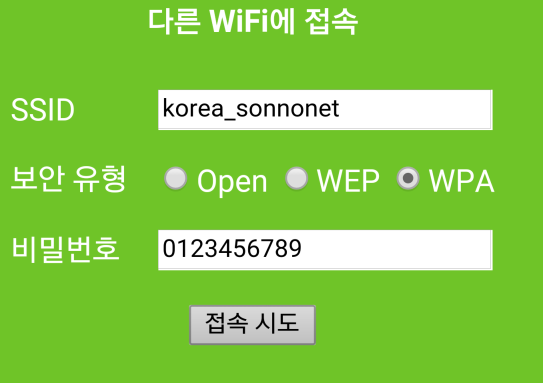 다른 WiFi에 접속
SSID korea_sonnonet
보안 유형 Open WEP WPA
비밀번호 0123456789
접속 시도